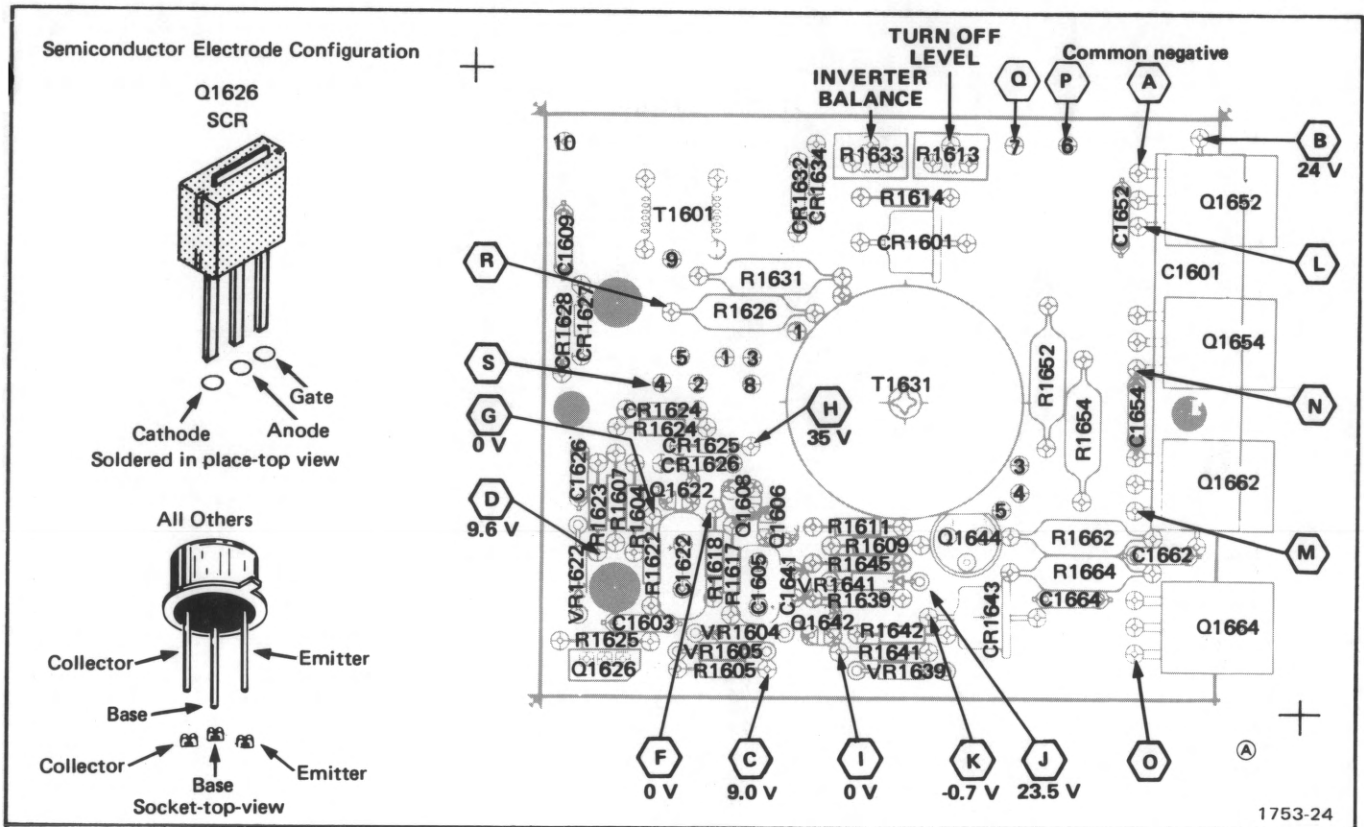 Semiconductor Electrode Configuration
Q1626
SCR
Gate
Cathode
Anode
Soldered in place-top view
All Others
Collector
Emitter
Base
Collector
Emitter
Base
Socket-top-view
TURN OFF
LEVEL
INVERTER
BALANCE
Common negative
Q
P
A
B
24 V
10
R1633
R1613
7
6
CR1632
CR1634
R1614
T1601
C1609
CR1601
C1652
Q1652
L
C1601
R
9
R1631
R1626
CR1628
CR1627
1
5
1
3
Q1654
R1652
S
4
2
8
T1631
R1654
C1654
N
G
0 V
H
35 V
CR1624
R1624
CR1625
CR1626
C1626
R1623
R1607
R1604
Q1622
Q1608
Q1606
3
4
5
Q1662
D
9.6 V
VR1622
R1622
C1622
R1618
R1617
C1605
C1641
R1611
R1609
R1645
VR1641
R1639
Q1644
R1662
C1662
R1664
C1664
M
C1603
R1625
Q1626
VR1604
VR1605
R1605
Q1642
R1642
R1641
VR1639
CR1643
Q1664
F
0 V
C
9.0 V
I
0 V
K
-0.7 V
J
23.5 V
O
A
1753-24